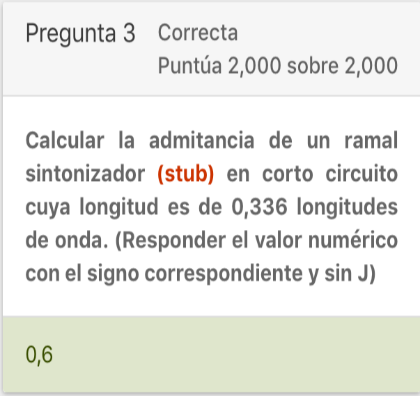 Pregunta 3 Correcta
Puntúa 2,000 sobre 2,000
Calcular la admitancia de un ramal
sintonizador (stub) en corto circuito
cuya longitud es de 0,336 longitudes
de onda. (Responder el valor numérico
con el signo correspondiente y sin J)
0,6